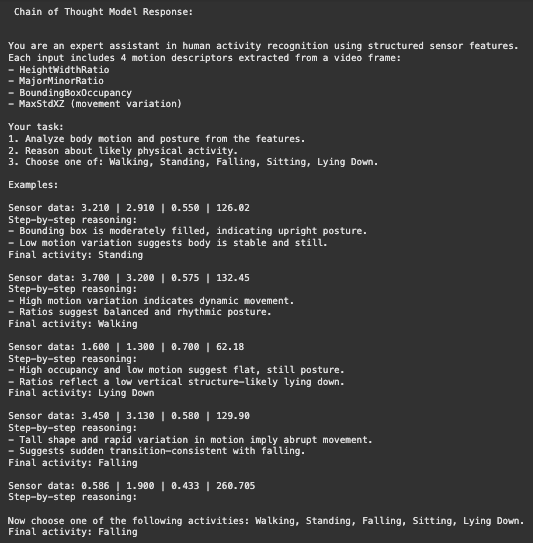 Chain of Thought Model Response:
You are an expert assistant in human activity recognition using structured sensor features.
Each input includes 4 motion descriptors extracted from a video frame:
- HeightWidthRatio
- MajorMinorRatio
- BoundingBoxOccupancy
- MaxStdXZ (movement variation)
Your task:
1. Analyze body motion and posture from the features.
2. Reason about likely physical activity.
3. Choose one of: Walking, Standing, Falling, Sitting, Lying Down.
Examples:
Sensor data: 3.210 | 2.910 | 0.550 | 126.02
Step-by-step reasoning:
- Bounding box is moderately filled, indicating upright posture.
- Low motion variation suggests body is stable and still.
Final activity: Standing
Sensor data: 3.700 | 3.200 | 0.575 | 132.45
Step-by-step reasoning:
- High motion variation indicates dynamic movement.
- Ratios suggest balanced and rhythmic posture.
Final activity: Walking
Sensor data: 1.600 | 1.300 | 0.700 | 62.18
Step-by-step reasoning:
- High occupancy and low motion suggest flat, still posture.
- Ratios reflect a low vertical structure-likely lying down.
Final activity: Lying Down
Sensor data: 3.450 | 3.130 | 0.580 | 129.90
Step-by-step reasoning:
- Tall shape and rapid variation in motion imply abrupt movement.
- Suggests sudden transition-consistent with falling.
Final activity: Falling
Sensor data: 0.586 | 1.900 | 0.433 | 260.705
Step-by-step reasoning:
Now choose one of the following activities: Walking, Standing, Falling, Sitting, Lying Down.
Final activity: Falling